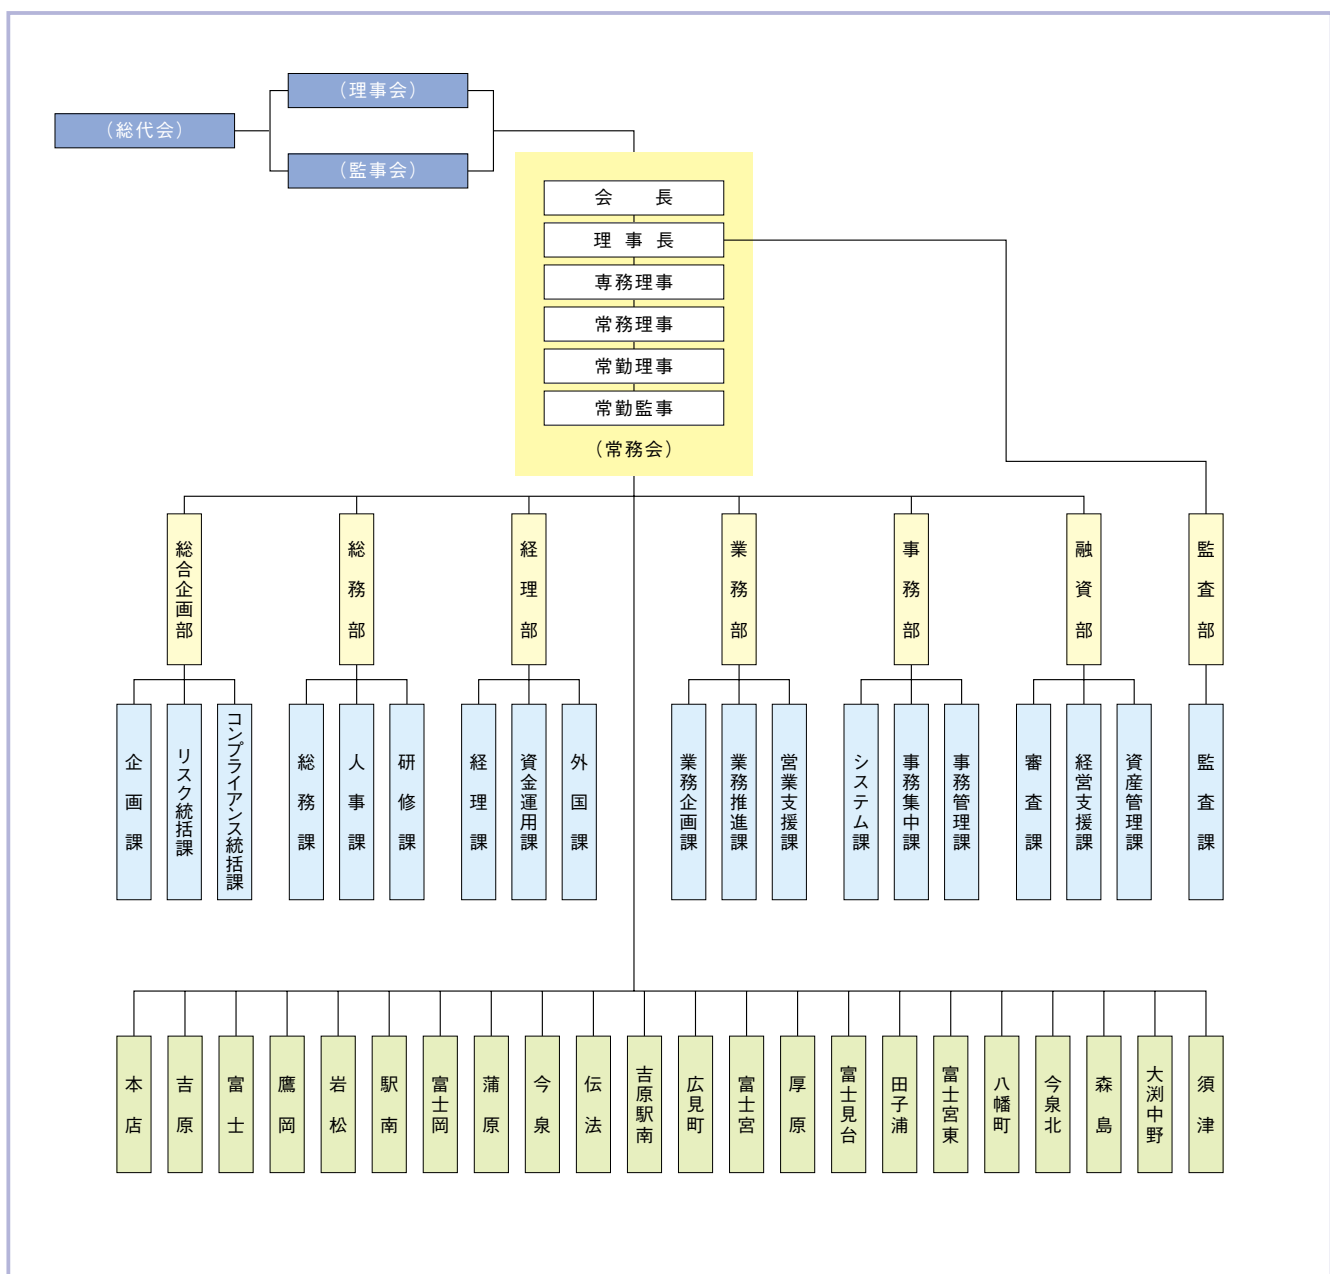 （理事会）
（総代会）
（監事会）
会　　長
理 事 長
専務理事
常務理事
常勤理事
常勤監事
（常務会）
総合企画部
総務部
経理部
業務部
事務部
融資部
監査部
企画課
リスク統括課
コンプライアンス統括課
総務課
人事課
研修課
経理課
資金運用課
外国課
業務企画課
業務推進課
営業支援課
システム課
事務集中課
事務管理課
審査課
経営支援課
資産管理課
監査課
本店
吉原
富士
鷹岡
岩松
駅南
富士岡
蒲原
今泉
伝法
吉原駅南
広見町
富士宮
厚原
富士見台
田子浦
富士宮東
八幡町
今泉北
森島
大渕中野
須津